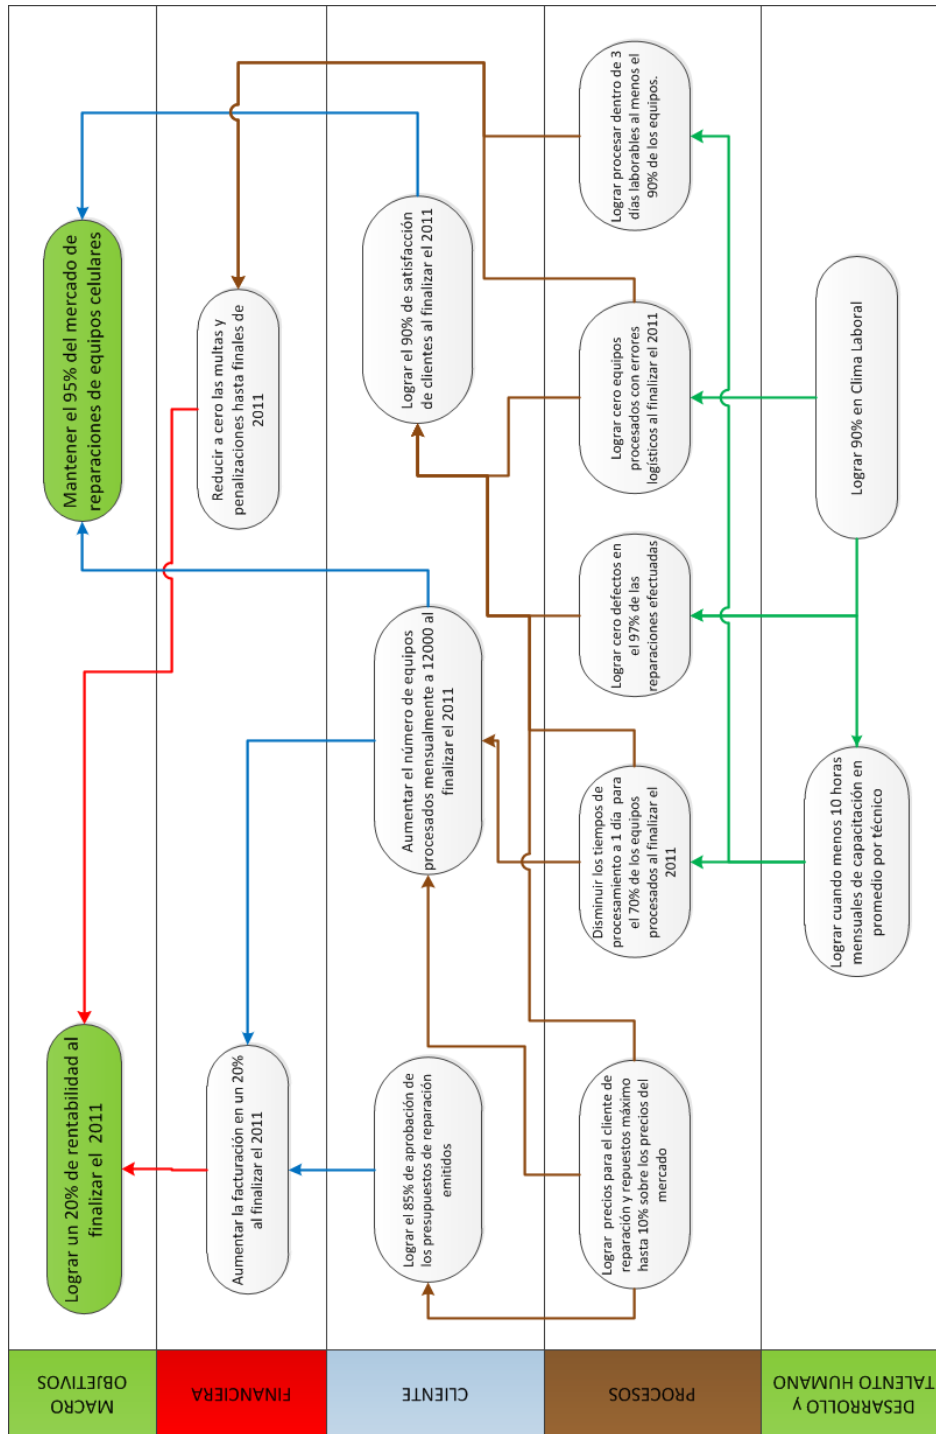 MACRO
OBJETIVOS
Lograr un 20% de rentabilidad al
finalizar el 2011
Mantener el 95% del mercado de
reparaciones de equipos celulares
FINANCIERA
Aumentar la facturación en un 20%
al finalizar el 2011
Reducir a cero las multas y
penalizaciones hasta finales de
2011
CLIENTE
Lograr el 85% de aprobación de
los presupuestos de reparación
emitidos
Aumentar el número de equipos
procesados mensualmente a 12000 al
finalizar el 2011
Lograr el 90% de satisfacción
de clientes al finalizar el 2011
PROCESOS
Lograr precios para el cliente de
reparación y repuestos máximo
hasta 10% sobre los precios del
mercado
Disminuir los tiempos de
procesamiento a 1 día para
el 70% de los equipos
procesados al finalizar el
2011
Lograr cero defectos en
el 97% de las
reparaciones efectuadas
Lograr cero equipos
procesados con errores
logísticos al finalizar el 2011
Lograr procesar dentro de 3
días laborables al menos el
90% de los equipos.
DESARROLLO y
TALENTO HUMANO
Lograr cuando menos 10 horas
mensuales de capacitación en
promedio por técnico
Lograr 90% en Clima Laboral